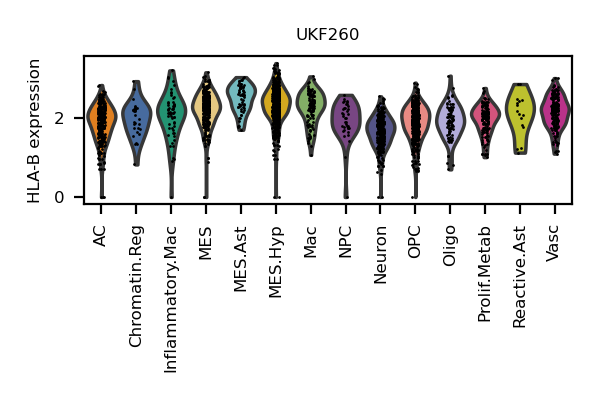 UKF260
HLA-B expression
2
0
AC
Chromatin.Reg
Inflammatory.Mac
MES
MES.Ast
MES.Hyp
Mac
NPC
Neuron
OPC
Oligo
Prolif.Metab
Reactive.Ast
Vasc